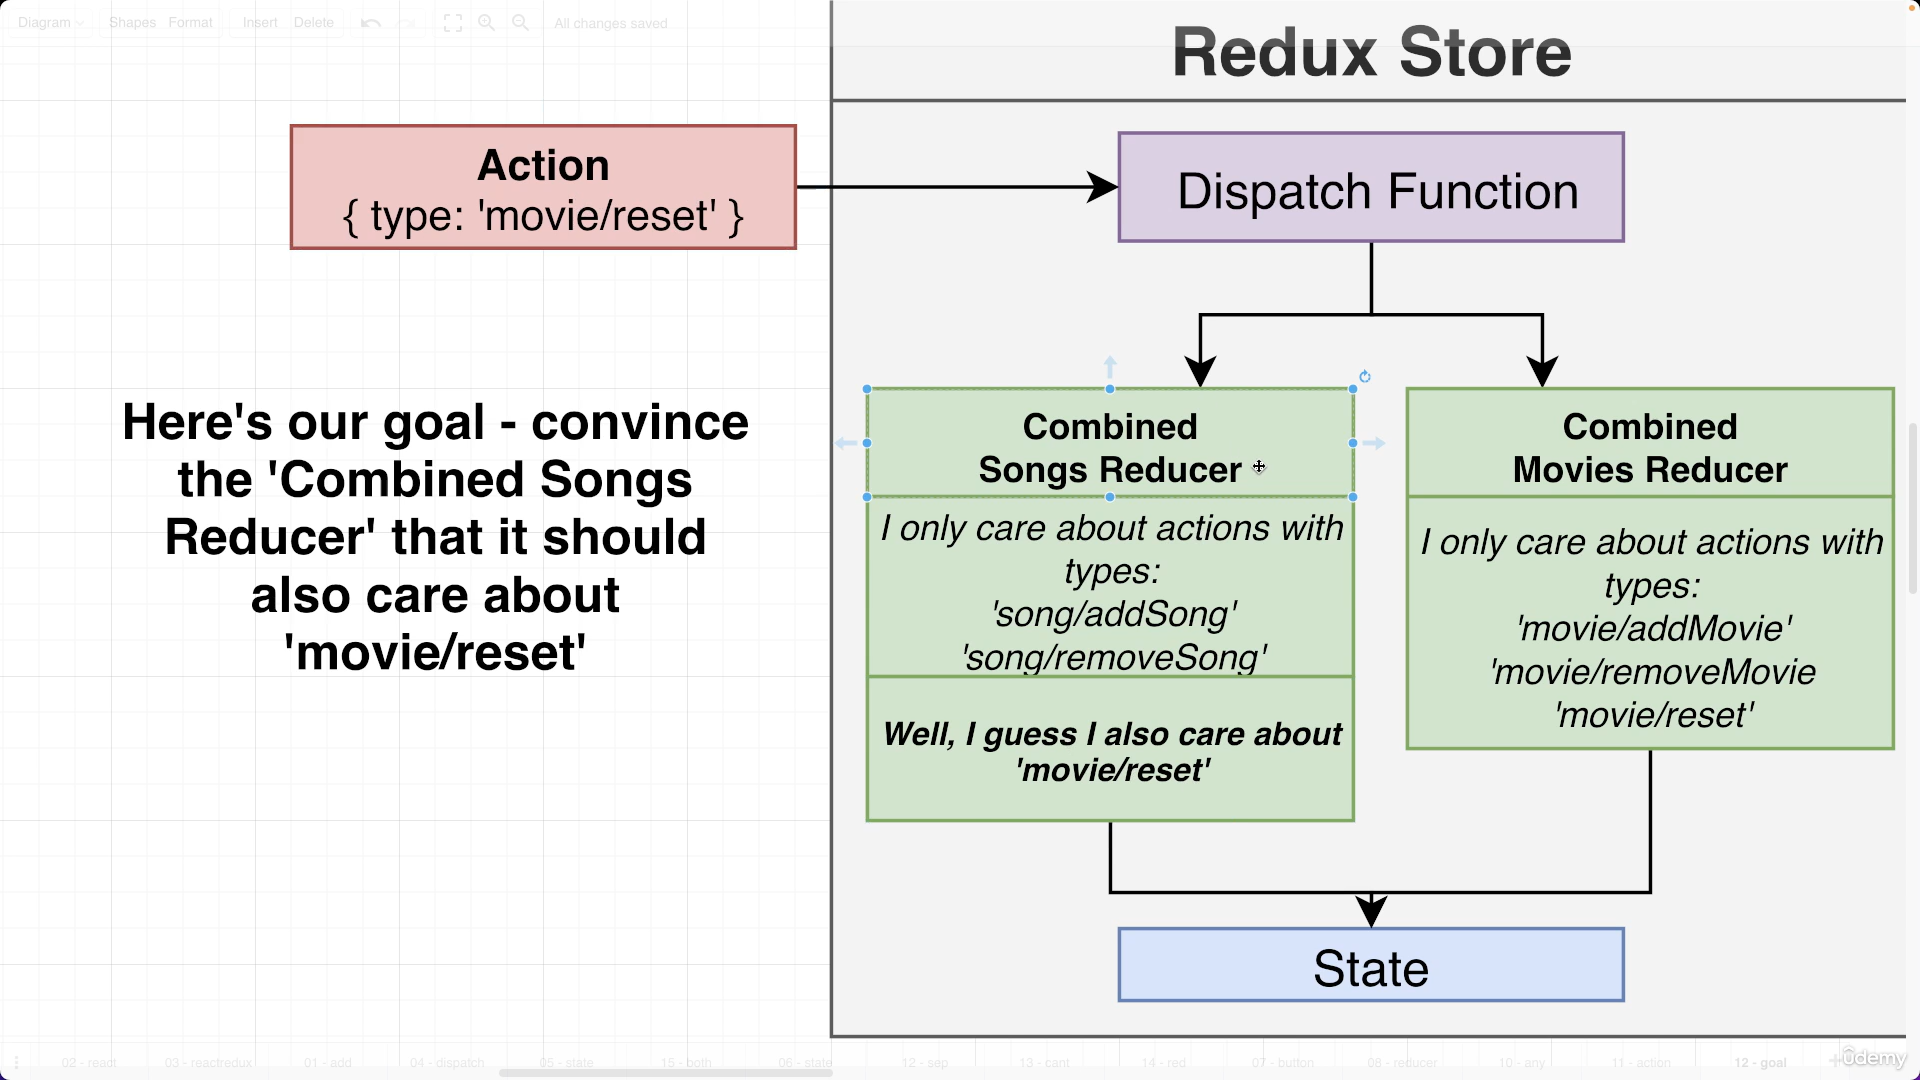 Diagram
Shapes
Format
Insert
Delete
All changes saved
Redux Store
Action
{ type: 'movie/reset' }
Dispatch Function
Here's our goal - convince
the 'Combined Songs
Reducer' that it should
also care about
'movie/reset'
Combined
Songs Reducer
I only care about actions with
types:
'song/addSong'
'song/removeSong'
Well, I guess I also care about
'movie/reset'
Combined
Movies Reducer
I only care about actions with
types:
'movie/addMovie'
'movie/removeMovie
'movie/reset'
State
02 - react
03 - reactredux
01 - add
04 - dispatch
05 - state
15 - both
06 - state
12 - sep
13 - cant
14 - red
07 - button
08 - reducer
10 - any
11 - action
12 - goal
ûdemy